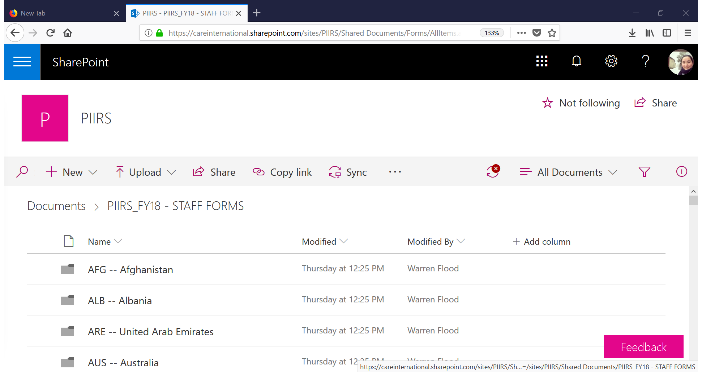 New Tab
PIIRS - PIIRS_FY18 - STAFF FORMS
https://careinternational.sharepoint.com/sites/PIIRS/Shared Documents/Forms/AllItems
133%
SharePoint
P
PIIRS
Not following
Share
New
Upload
Share
Copy link
Sync
All Documents
Documents > PIIRS_FY18 - STAFF FORMS
Name
Modified
Modified By
+ Add column
AFG -- Afghanistan
Thursday at 12:25 PM
Warren Flood
ALB -- Albania
Thursday at 12:25 PM
Warren Flood
ARE -- United Arab Emirates
Thursday at 12:25 PM
Warren Flood
Feedback
AUS -- Australia
Thursday at 12:25 PM
Warren Flood
https://careinternational.sharepoint.com/sites/PIIRS/Sh...=/sites/PIIRS/Shared Documents/PIIRS_FY18 - STAFF FORMS